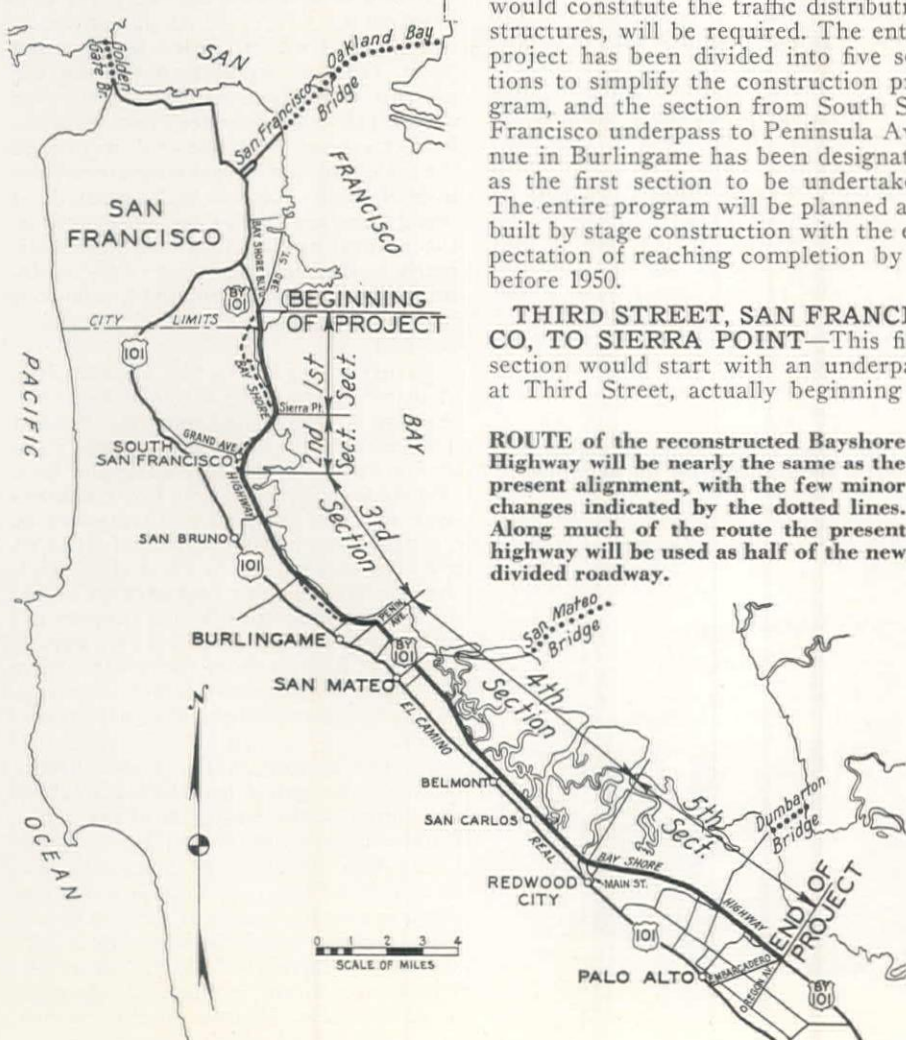 would constitute the traffic distributi
structures, will be required. The ent
project has been divided into five s
tions to simplify the construction p
gram, and the section from South S
Francisco underpass to Peninsula Av
nue in Burlingame has been designat
as the first section to be undertak
The entire program will be planned a
built by stage construction with the e
pectation of reaching completion by
before 1950.
THIRD STREET, SAN FRANCI
CO, TO SIERRA POINT—This fi
section would start with an underpa
at Third Street, actually beginning
ROUTE of the reconstructed Bayshore
Highway will be nearly the same as the
present alignment, with the few minor
changes indicated by the dotted lines.
Along much of the route the present
highway will be used as half of the new
divided roadway.
Golden
Gate Br.
SAN
FRANCISCO
BAY
San Francisco Oakland Bay
Bridge
SAN
FRANCISCO
BAY SHORE BLVD.
3RD ST.
BY
101
BEGINNING
OF PROJECT
CITY LIMITS
101
BAY SHORE
HIGHWAY
1st
Sect.
Sierra Pt.
2nd
Sect.
GRAND AVE.
SOUTH
SAN FRANCISCO
3rd
Section
SAN BRUNO
101
PENIN.
AVE.
BURLINGAME
BY
101
San Mateo
Bridge
SAN MATEO
4th
Section
EL CAMINO
REAL
BELMONT
SAN CARLOS
5th
Sect.
Dumbarton
Bridge
BAY SHORE
HIGHWAY
REDWOOD
CITY
MAIN ST.
END OF
PROJECT
101
PALO ALTO
EMBARCADERO
OREGON AV.
BY
101
PACIFIC
OCEAN
N
0 1 2 3 4
SCALE OF MILES